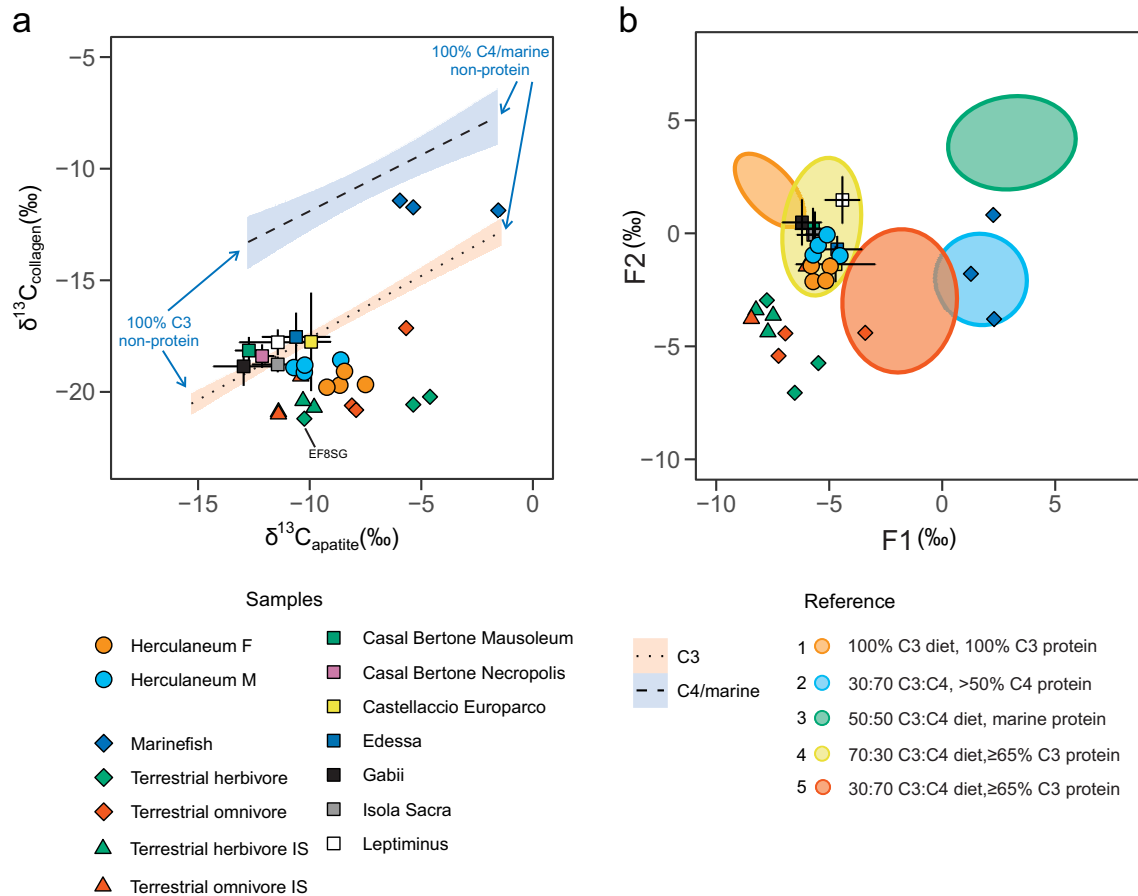 a
b
100% C4/marine
non-protein
100% C3
non-protein
EF8SG
−5
−10
−15
−20
δ13Ccollagen(‰)
−15
−10
−5
0
δ13Capatite(‰)
5
0
−5
−10
F2 (‰)
−10
−5
0
5
F1 (‰)
Samples
Herculaneum F
Herculaneum M
Marinefish
Terrestrial herbivore
Terrestrial omnivore
Terrestrial herbivore IS
Terrestrial omnivore IS
Casal Bertone Mausoleum
Casal Bertone Necropolis
Castellaccio Europarco
Edessa
Gabii
Isola Sacra
Leptiminus
C3
C4/marine
Reference
1 100% C3 diet, 100% C3 protein
2 30:70 C3:C4, >50% C4 protein
3 50:50 C3:C4 diet, marine protein
4 70:30 C3:C4 diet,≥65% C3 protein
5 30:70 C3:C4 diet,≥65% C3 protein